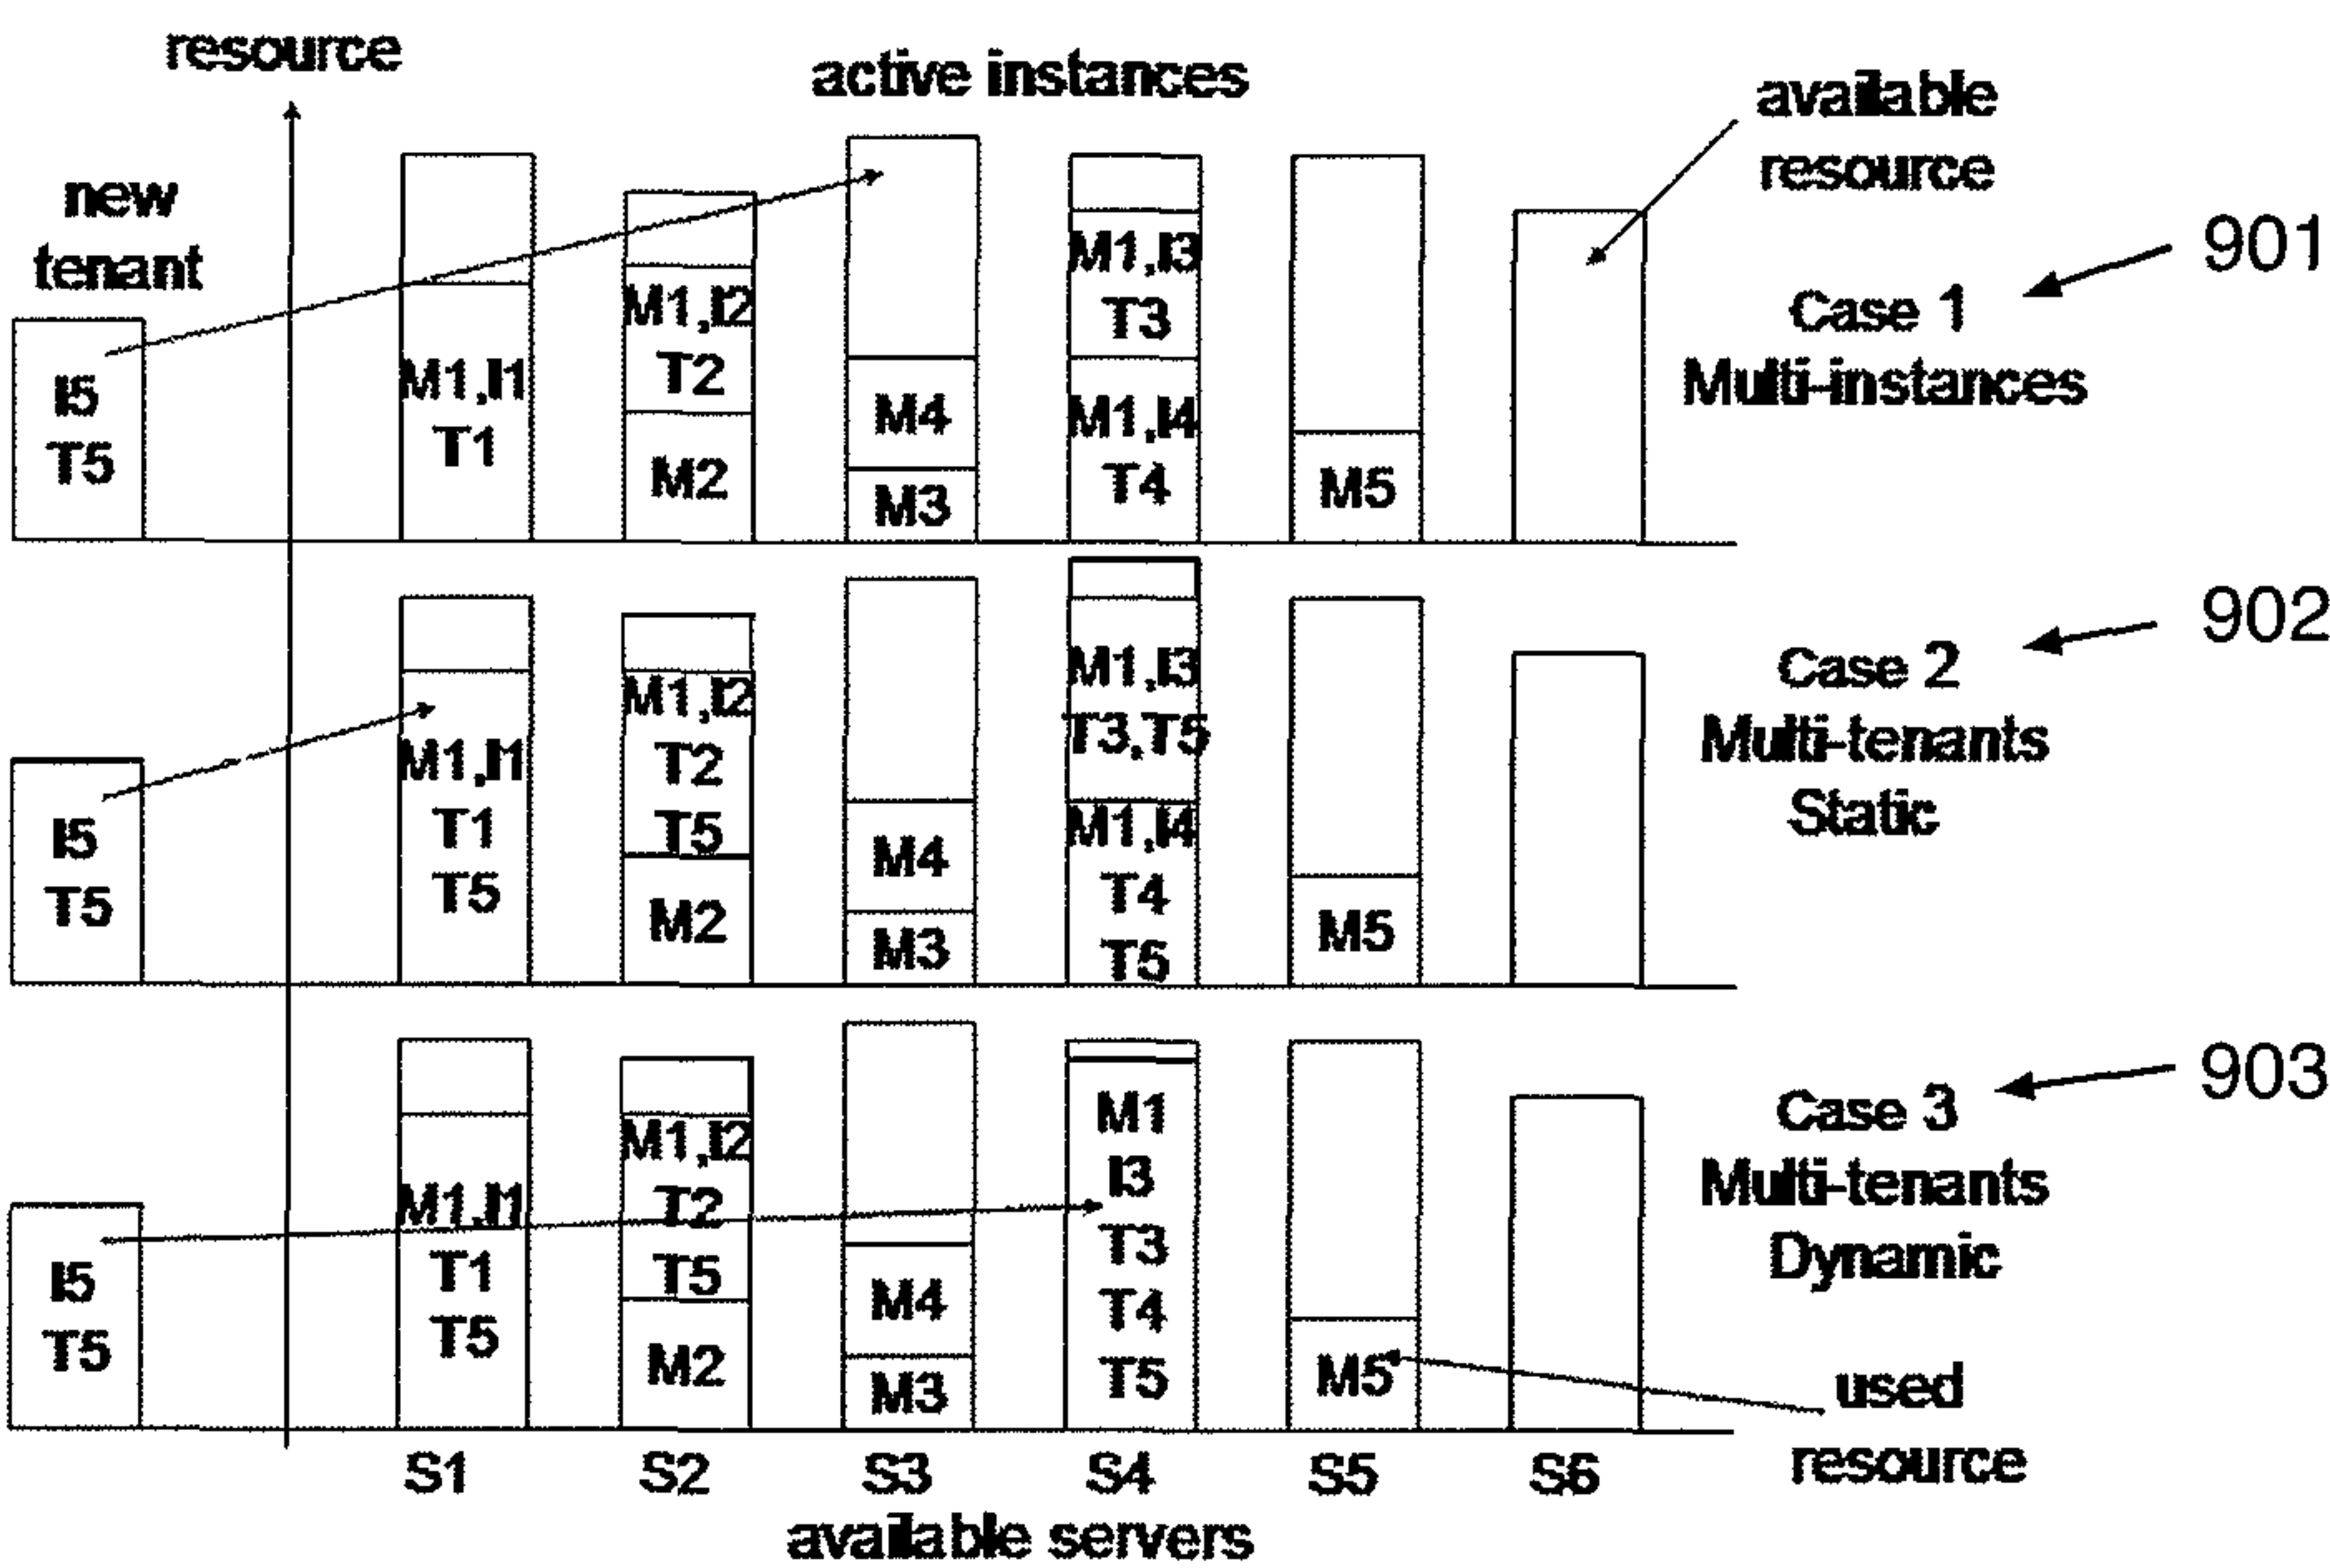 resource
active instances
available
resource
new
tenant
I5
T5
M1,I1
T1
M1,I2
T2
M2
M4
M3
M1,I3
T3
M1,I4
T4
M5
901
Case 1
Multi-instances
I5
T5
M1,I1
T1
T5
M1,I2
T2
T5
M2
M4
M3
M1,I3
T3,T5
M1,I4
T4
T5
M5
902
Case 2
Multi-tenants
Static
I5
T5
M1,I1
T1
T5
M1,I2
T2
T5
M2
M4
M3
M1
I3
T3
T4
T5
M5
903
Case 3
Multi-tenants
Dynamic
used
resource
S1 S2 S3 S4 S5 S6
available servers